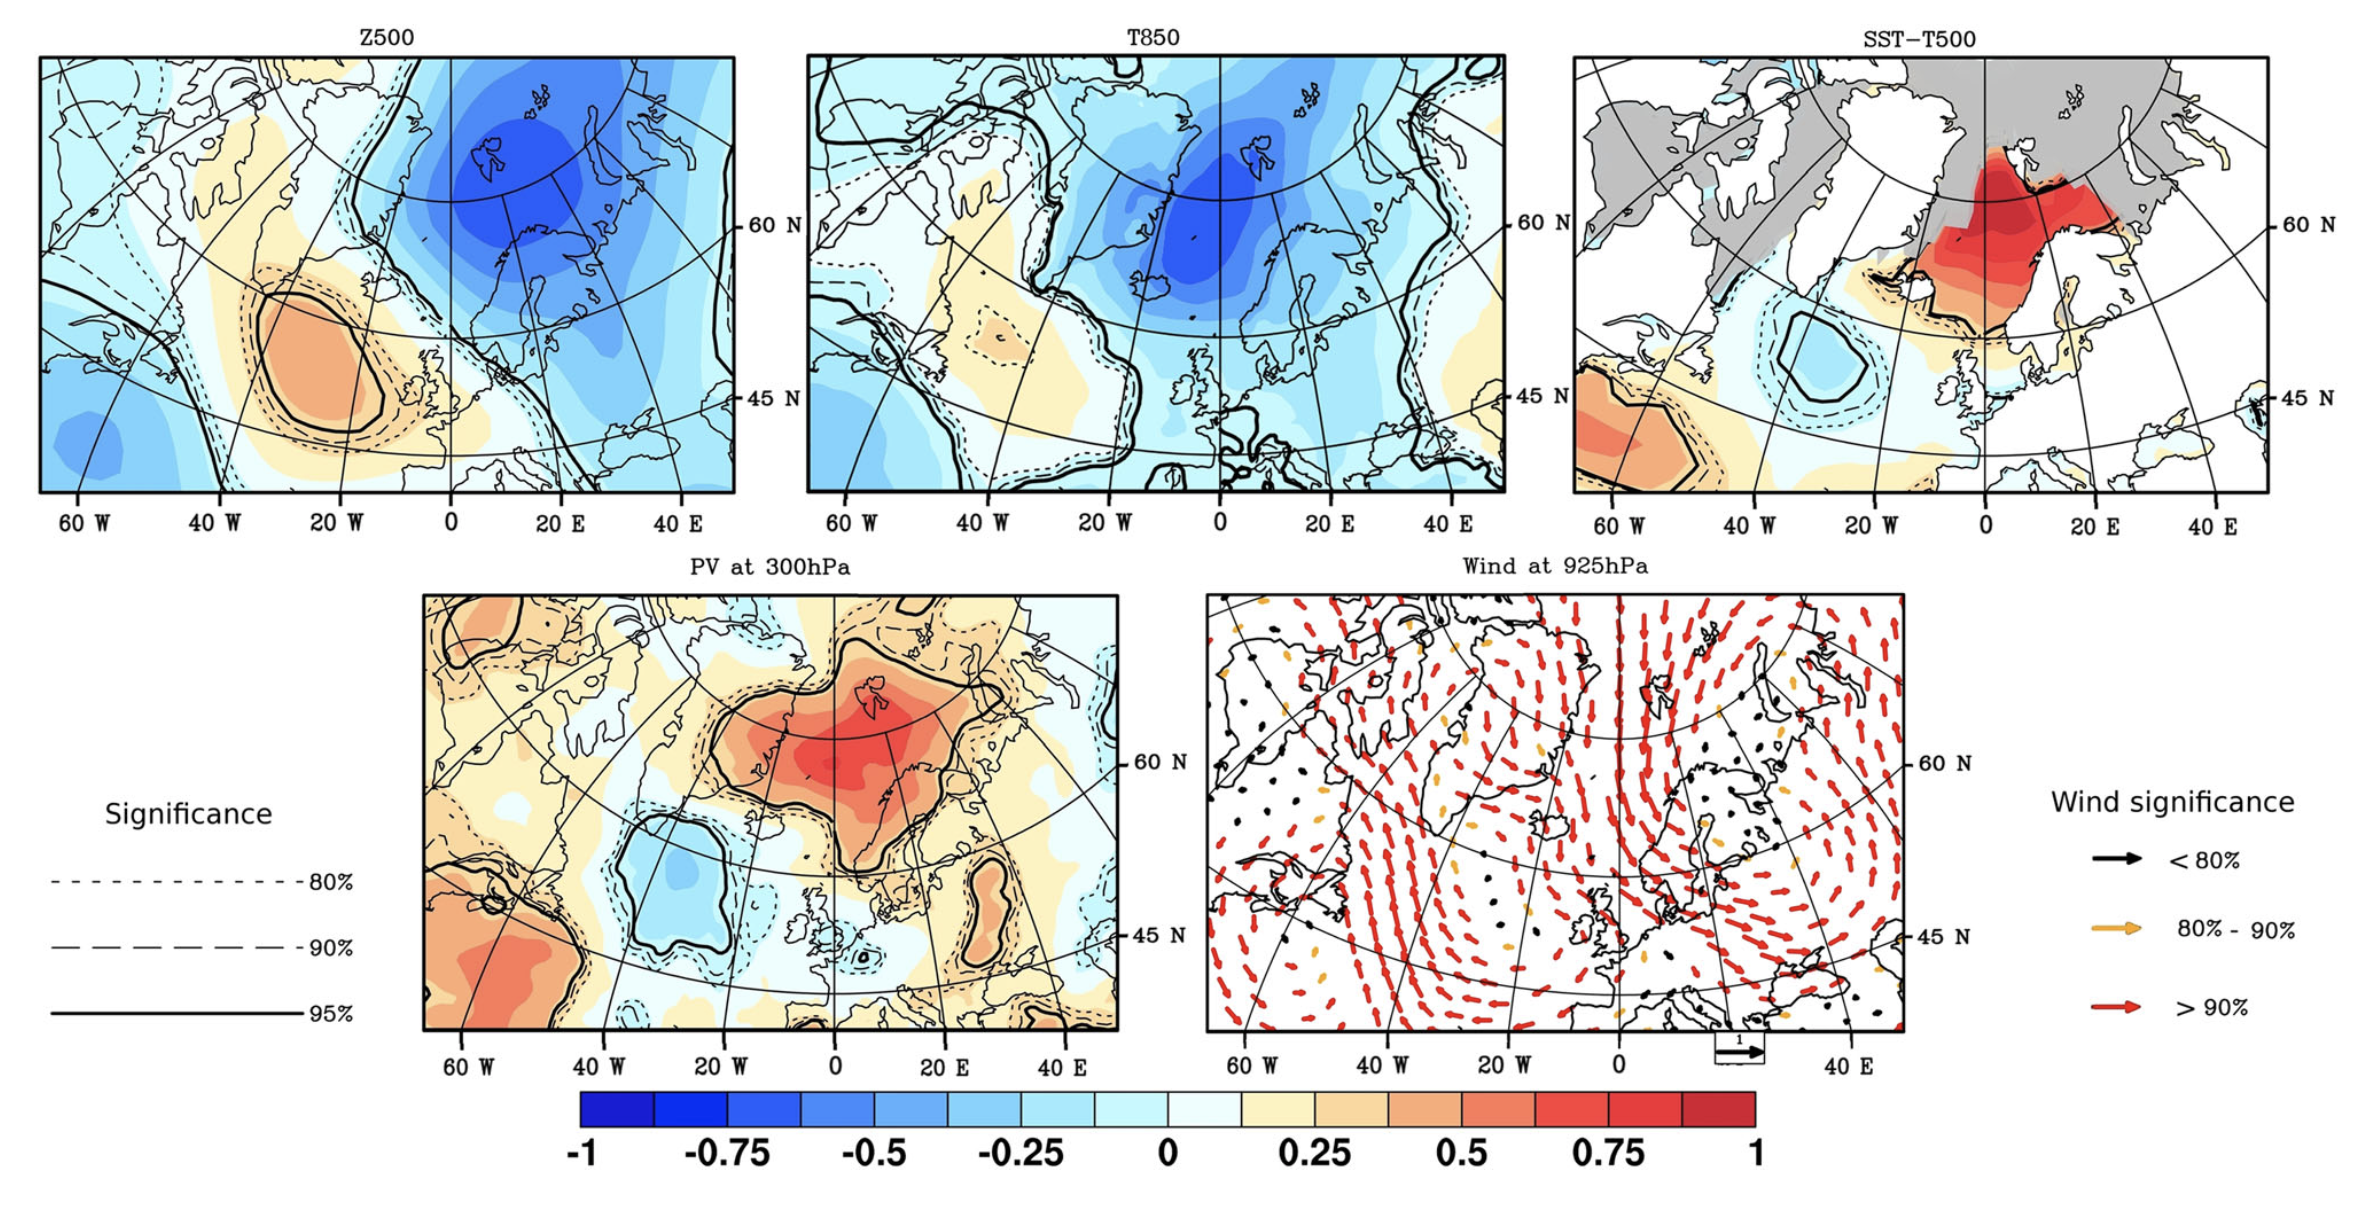 Z500
T850
SST−T500
60 N
45 N
60 W 40 W 20 W 0 20 E 40 E
60 N
45 N
60 W 40 W 20 W 0 20 E 40 E
60 N
45 N
60 W 40 W 20 W 0 20 E 40 E
PV at 300hPa
Wind at 925hPa
60 N
45 N
60 W 40 W 20 W 0 20 E 40 E
60 N
45 N
1
60 W 40 W 20 W 0 40 E
Significance
80%
90%
95%
Wind significance
< 80%
80% - 90%
> 90%
-1 -0.75 -0.5 -0.25 0 0.25 0.5 0.75 1